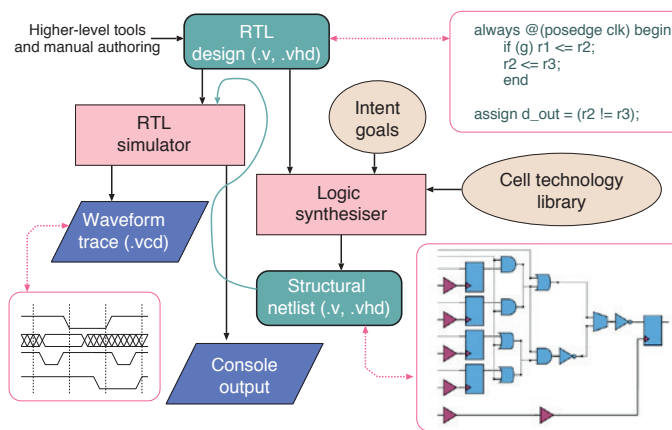 Higher-level tools
and manual authoring
RTL
design (.v, .vhd)
always @(posedge clk) begin
if (g) r1 <= r2;
r2 <= r3;
end
assign d_out = (r2 != r3);
RTL
simulator
Intent
goals
Logic
synthesiser
Cell technology
library
Waveform
trace (.vcd)
Structural
netlist (.v, .vhd)
Console
output